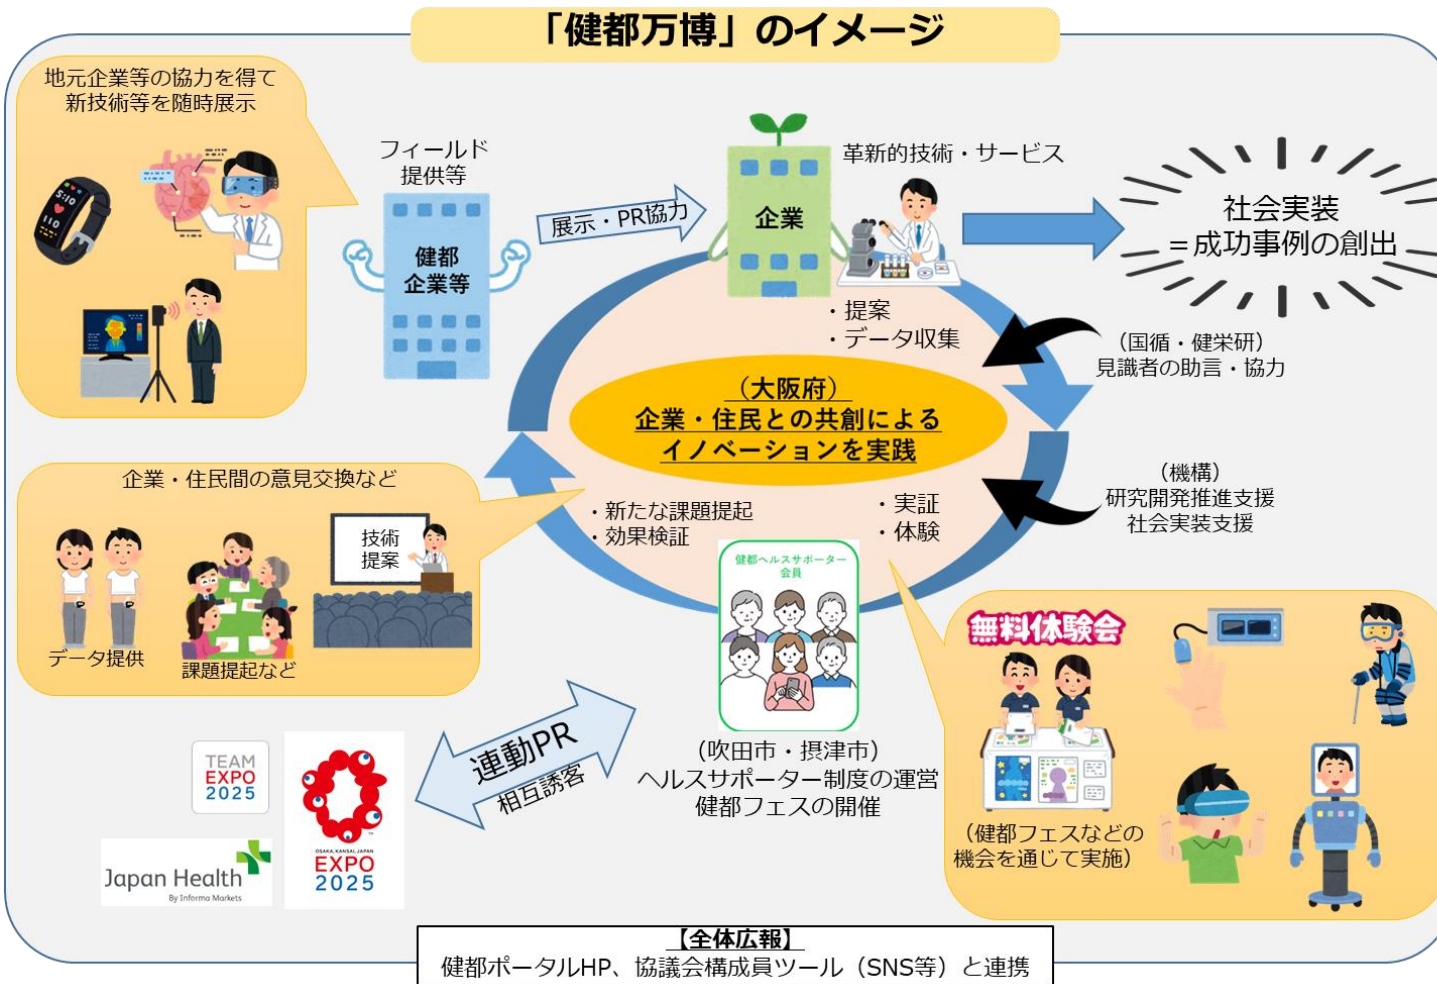 「健都万博」のイメージ
地元企業等の協力を得て
新技術等を随時展示
5:10
110
フィールド
提供等
健都
企業等
展示・PR協力
企業
革新的技術・サービス
社会実装
＝成功事例の創出
・提案
・データ収集
（国循・健栄研）
見識者の助言・協力
（大阪府）
企業・住民との共創による
イノベーションを実践
企業・住民間の意見交換など
技術
提案
データ提供
課題提起など
・新たな課題提起
・効果検証
・実証
・体験
（機構）
研究開発推進支援
社会実装支援
健都ヘルスサポーター
会員
（吹田市・摂津市）
ヘルスサポーター制度の運営
健都フェスの開催
連動PR
相互誘客
TEAM
EXPO
2025
OSAKA, KANSAI, JAPAN
EXPO
2025
Japan Health
By Informa Markets
無料体験会
（健都フェスなどの
機会を通じて実施）
【全体広報】
健都ポータルHP、協議会構成員ツール（SNS等）と連携